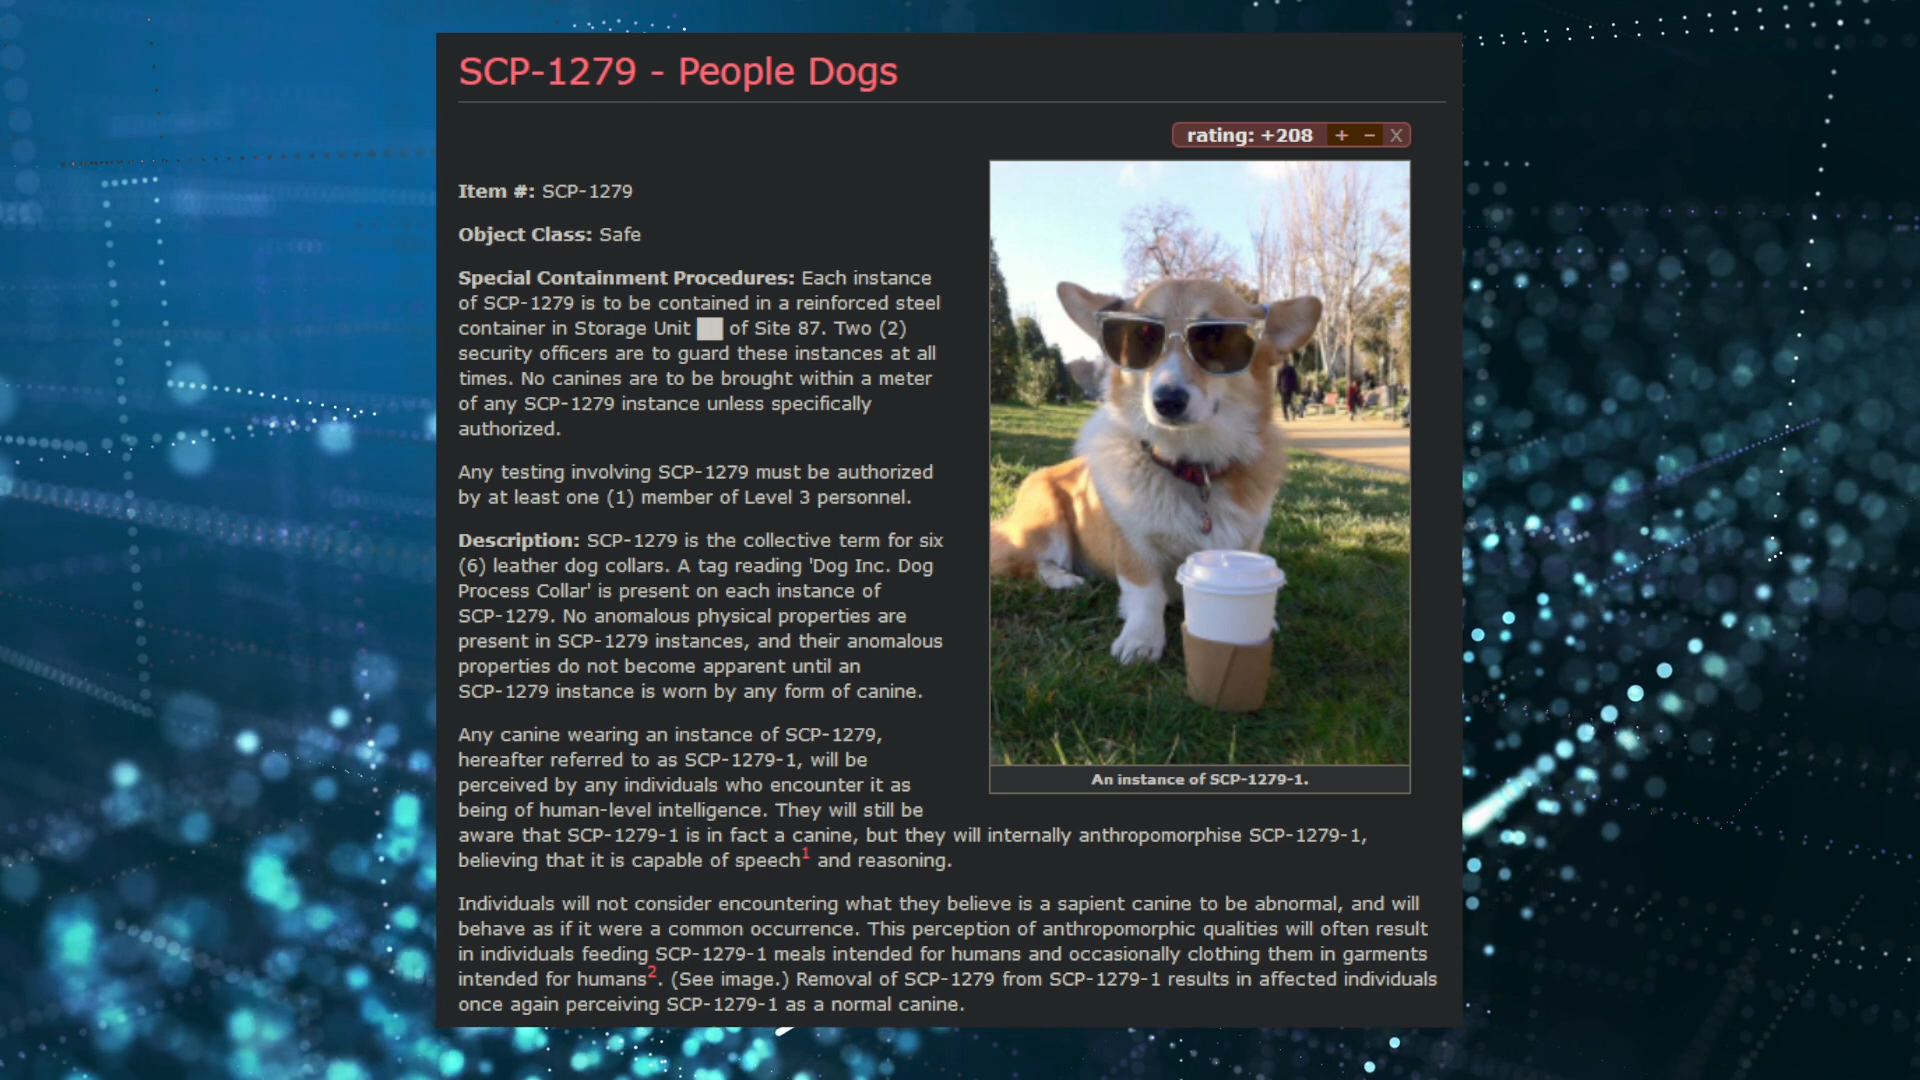 SCP-1279 - People Dogs
rating: +208 + − X
Item #: SCP-1279
Object Class: Safe
Special Containment Procedures: Each instance
of SCP-1279 is to be contained in a reinforced steel
container in Storage Unit ██ of Site 87. Two (2)
security officers are to guard these instances at all
times. No canines are to be brought within a meter
of any SCP-1279 instance unless specifically
authorized.
Any testing involving SCP-1279 must be authorized
by at least one (1) member of Level 3 personnel.
Description: SCP-1279 is the collective term for six
(6) leather dog collars. A tag reading 'Dog Inc. Dog
Process Collar' is present on each instance of
SCP-1279. No anomalous physical properties are
present in SCP-1279 instances, and their anomalous
properties do not become apparent until an
SCP-1279 instance is worn by any form of canine.
Any canine wearing an instance of SCP-1279,
hereafter referred to as SCP-1279-1, will be
perceived by any individuals who encounter it as
being of human-level intelligence. They will still be
aware that SCP-1279-1 is in fact a canine, but they will internally anthropomorphise SCP-1279-1,
believing that it is capable of speech1 and reasoning.
Individuals will not consider encountering what they believe is a sapient canine to be abnormal, and will
behave as if it were a common occurrence. This perception of anthropomorphic qualities will often result
in individuals feeding SCP-1279-1 meals intended for humans and occasionally clothing them in garments
intended for humans2. (See image.) Removal of SCP-1279 from SCP-1279-1 results in affected individuals
once again perceiving SCP-1279-1 as a normal canine.
An instance of SCP-1279-1.